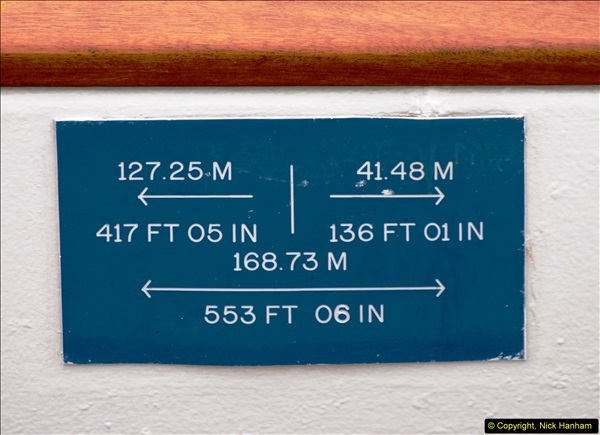 127.25 M 41.48 M
417 FT 05 IN 136 FT 01 IN
168.73 M
553 FT 06 IN
© Copyright, Nick Hanham